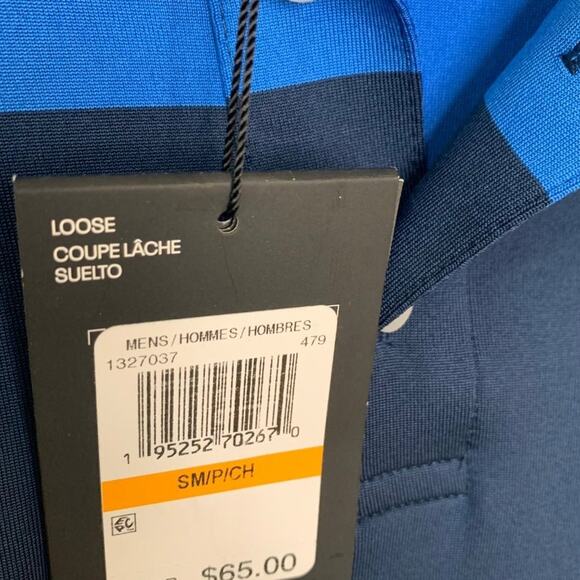 LOOSE
COUPE LÂCHE
SUELTO
MENS/HOMMES/HOMBRES
1327037 479
1 95252 70267 0
SM/P/CH
$65.00